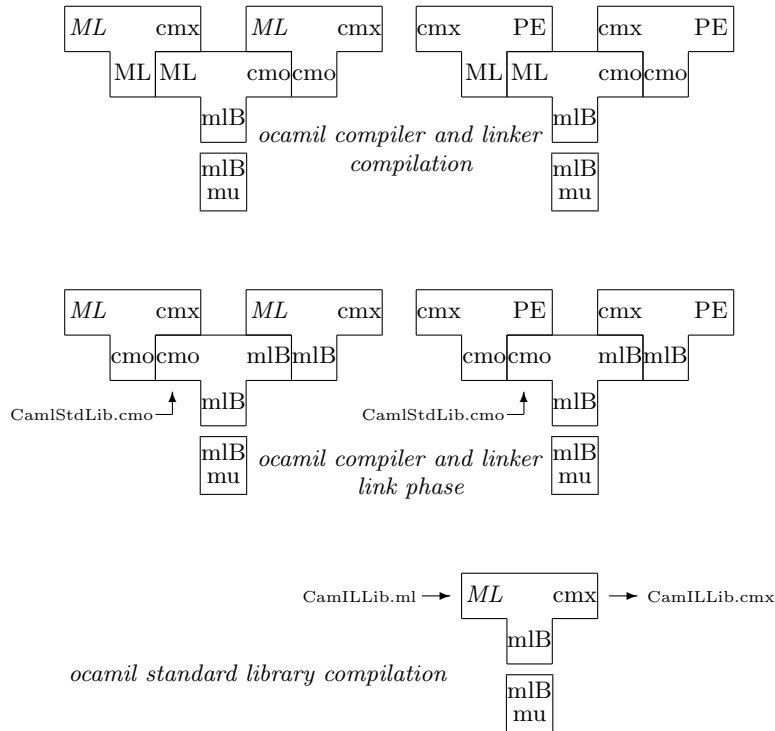 ML cmx ML cmx cmx PE cmx PE
ML ML cmo cmo ML ML cmo cmo
mlB mlB
ocamil compiler and linker
compilation
mlB mlB
mu mu
ML cmx ML cmx cmx PE cmx PE
cmo cmo mlB mlB cmo cmo mlB mlB
mlB mlB
CamlStdLib.cmo CamlStdLib.cmo
ocamil compiler and linker
link phase
mlB mlB
mu mu
CamILLib.ml ML cmx CamILLib.cmx
mlB
ocamil standard library compilation
mlB
mu